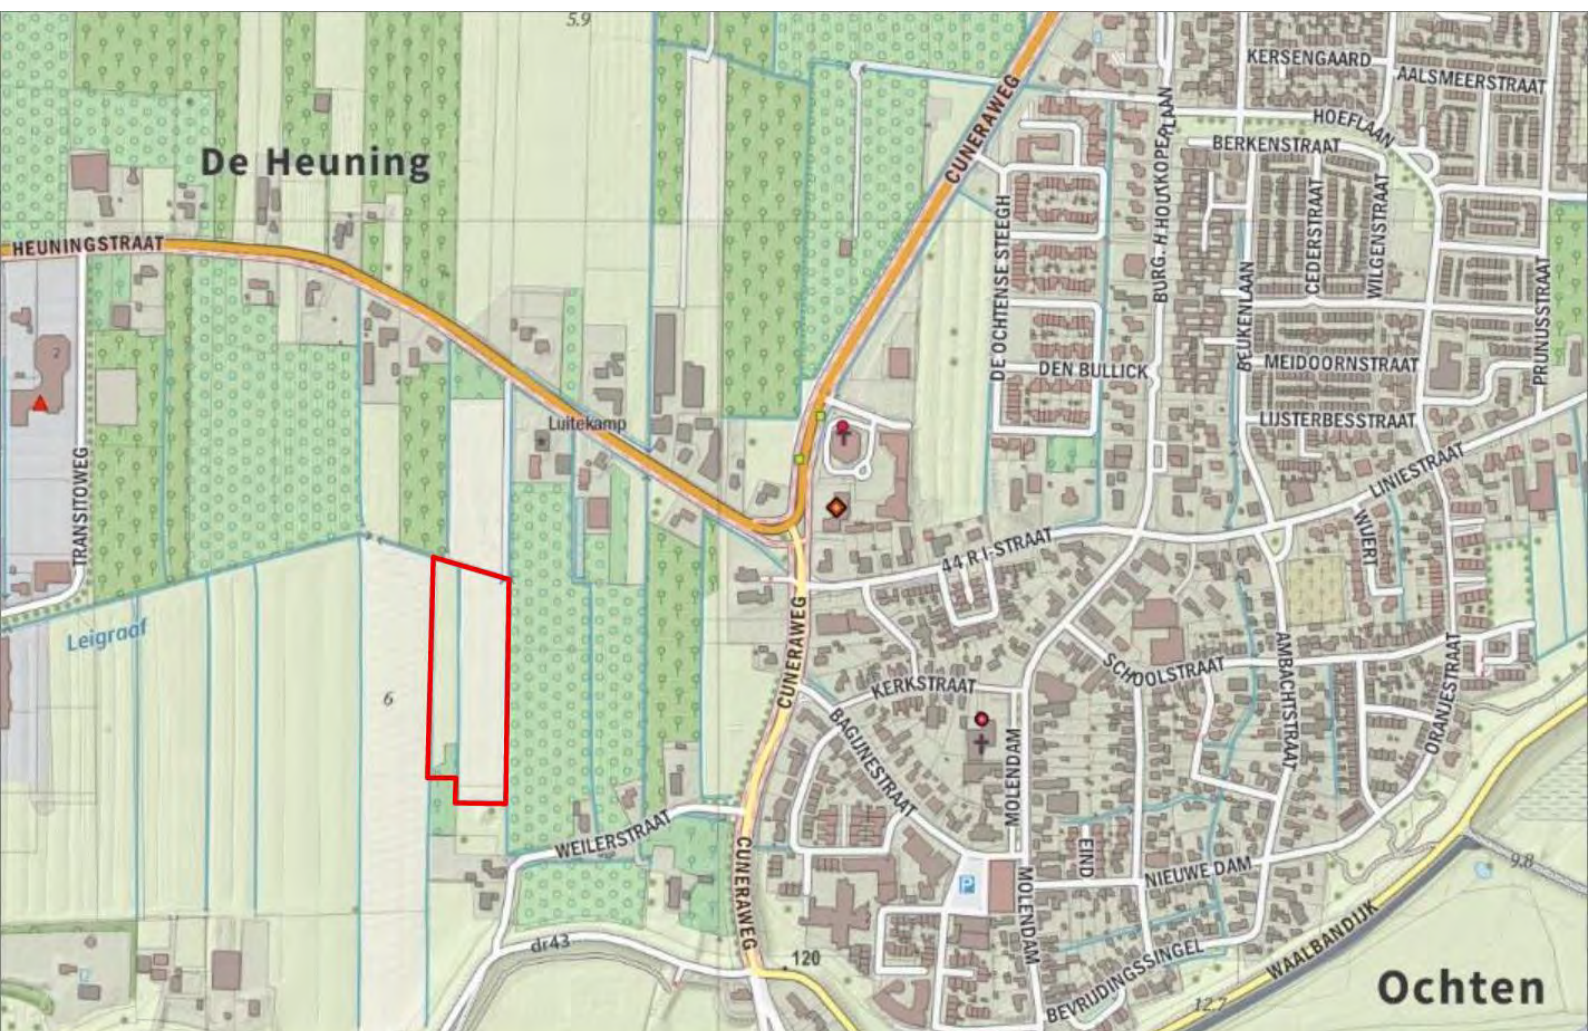 5.9
KERSENGAARD
AALSMEERSTRAAT
CUNERAWEG
HOEFLAAN
BERKENSTRAAT
De Heuning
BURG. H.HOUTKOPERLAAN
CEDERSTRAAT
WILGENSTRAAT
HEUNINGSTRAAT
DE OCHTENSE STEEGH
BEUKENLAAN
PRUNUSSTRAAT
2
DEN BULLICK
MEIDOORNSTRAAT
Luitekamp
LIJSTERBESSTRAAT
TRANSITOWEG
LINIESTRAAT
WIJERT
44 R I-STRAAT
Leigraaf
CUNERAWEG
SCHOOLSTRAAT
AMBACHTSTRAAT
ORANJESTRAAT
6
KERKSTRAAT
BAGIJNESTRAAT
MOLENDAM
WEILERSTRAAT
CUNERAWEG
EIND
NIEUWE DAM
9.8
P
MOLENDAM
dr43
120
WAALBANDIJK
BEVRIJDINGSSINGEL
12.7
Ochten